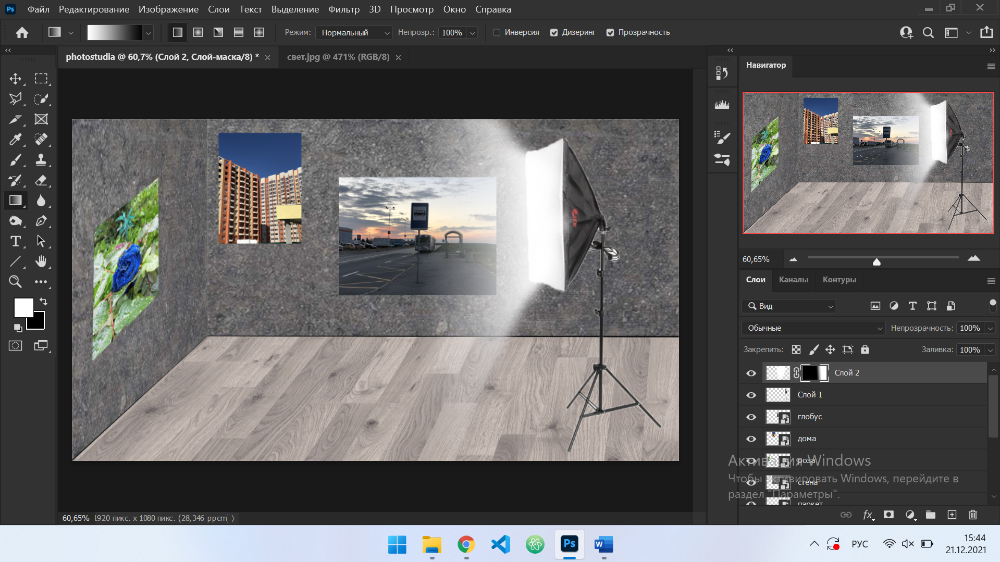 Ps Файл Редактирование Изображение Слои Текст Выделение Фильтр 3D Просмотр Окно Справка
Режим: Нормальный Непрозр.: 100% Инверсия Дизеринг Прозрачность
photostudia @ 60,7% (Слой 2, Слой-маска/8) * × свет.jpg @ 471% (RGB/8) ×
Навигатор
60,65%
Слои Каналы Контуры
Вид
Обычные Непрозрачность: 100%
Закрепить: Заливка: 100%
Слой 2
Слой 1
глобус
дома
роза
стена
паркет
Активация Windows
Чтобы активировать Windows, перейдите в
раздел "Параметры".
fx
60,65% 1920 пикс. x 1080 пикс. (28,346 ppcm)
Ps W РУС 15:44
21.12.2021